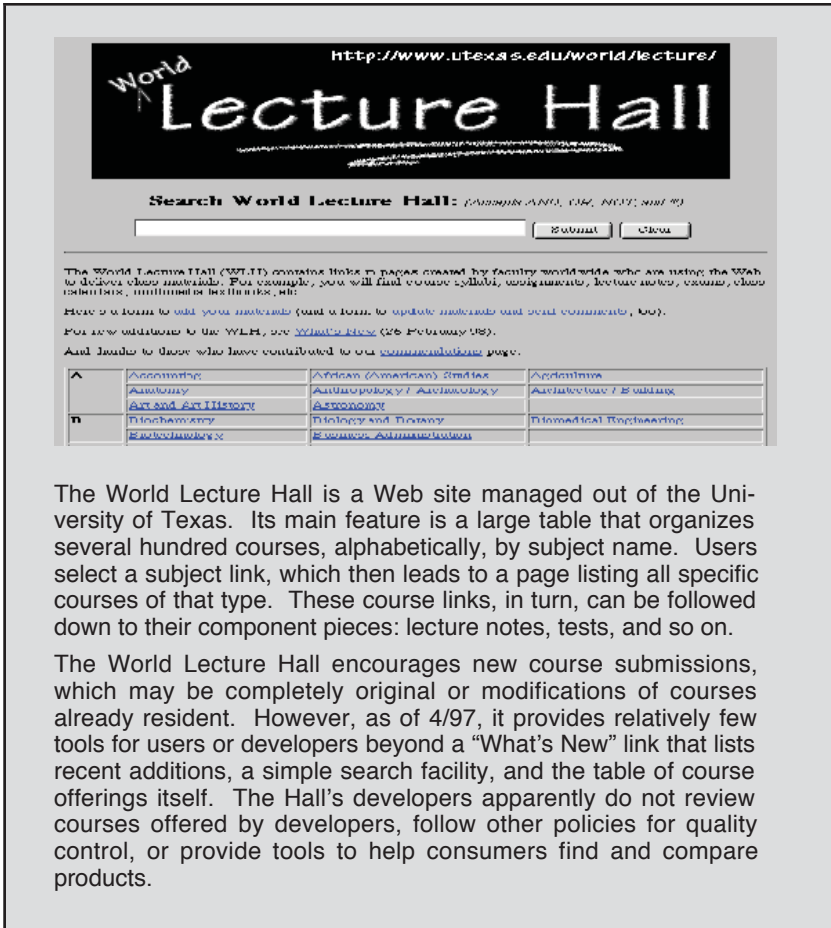 http://www.utexas.edu/world/lecture/
World
Lecture Hall
Search World Lecture Hall: (Accepts AND, OR, NOT, and *)
Submit Clear
The World Lecture Hall (WLH) contains links to pages created by faculty worldwide who are using the Web
to deliver class materials. For example, you will find course syllabi, assignments, lecture notes, exams, class
calendars, multimedia textbooks, etc.
Here's a form to add your materials (and a form to update materials and send comments, too).
For new additions to the WLH, see What's New (26 February 98).
And thanks to those who have contributed to our commendations page.
A Accounting African (American) Studies Agriculture
Anatomy Anthropology / Archaeology Architecture / Building
Art and Art History Astronomy
B Biochemistry Biology and Botany Biomedical Engineering
Biotechnology Business Administration
The World Lecture Hall is a Web site managed out of the Uni-
versity of Texas. Its main feature is a large table that organizes
several hundred courses, alphabetically, by subject name. Users
select a subject link, which then leads to a page listing all specific
courses of that type. These course links, in turn, can be followed
down to their component pieces: lecture notes, tests, and so on.
The World Lecture Hall encourages new course submissions,
which may be completely original or modifications of courses
already resident. However, as of 4/97, it provides relatively few
tools for users or developers beyond a “What’s New” link that lists
recent additions, a simple search facility, and the table of course
offerings itself. The Hall’s developers apparently do not review
courses offered by developers, follow other policies for quality
control, or provide tools to help consumers find and compare
products.